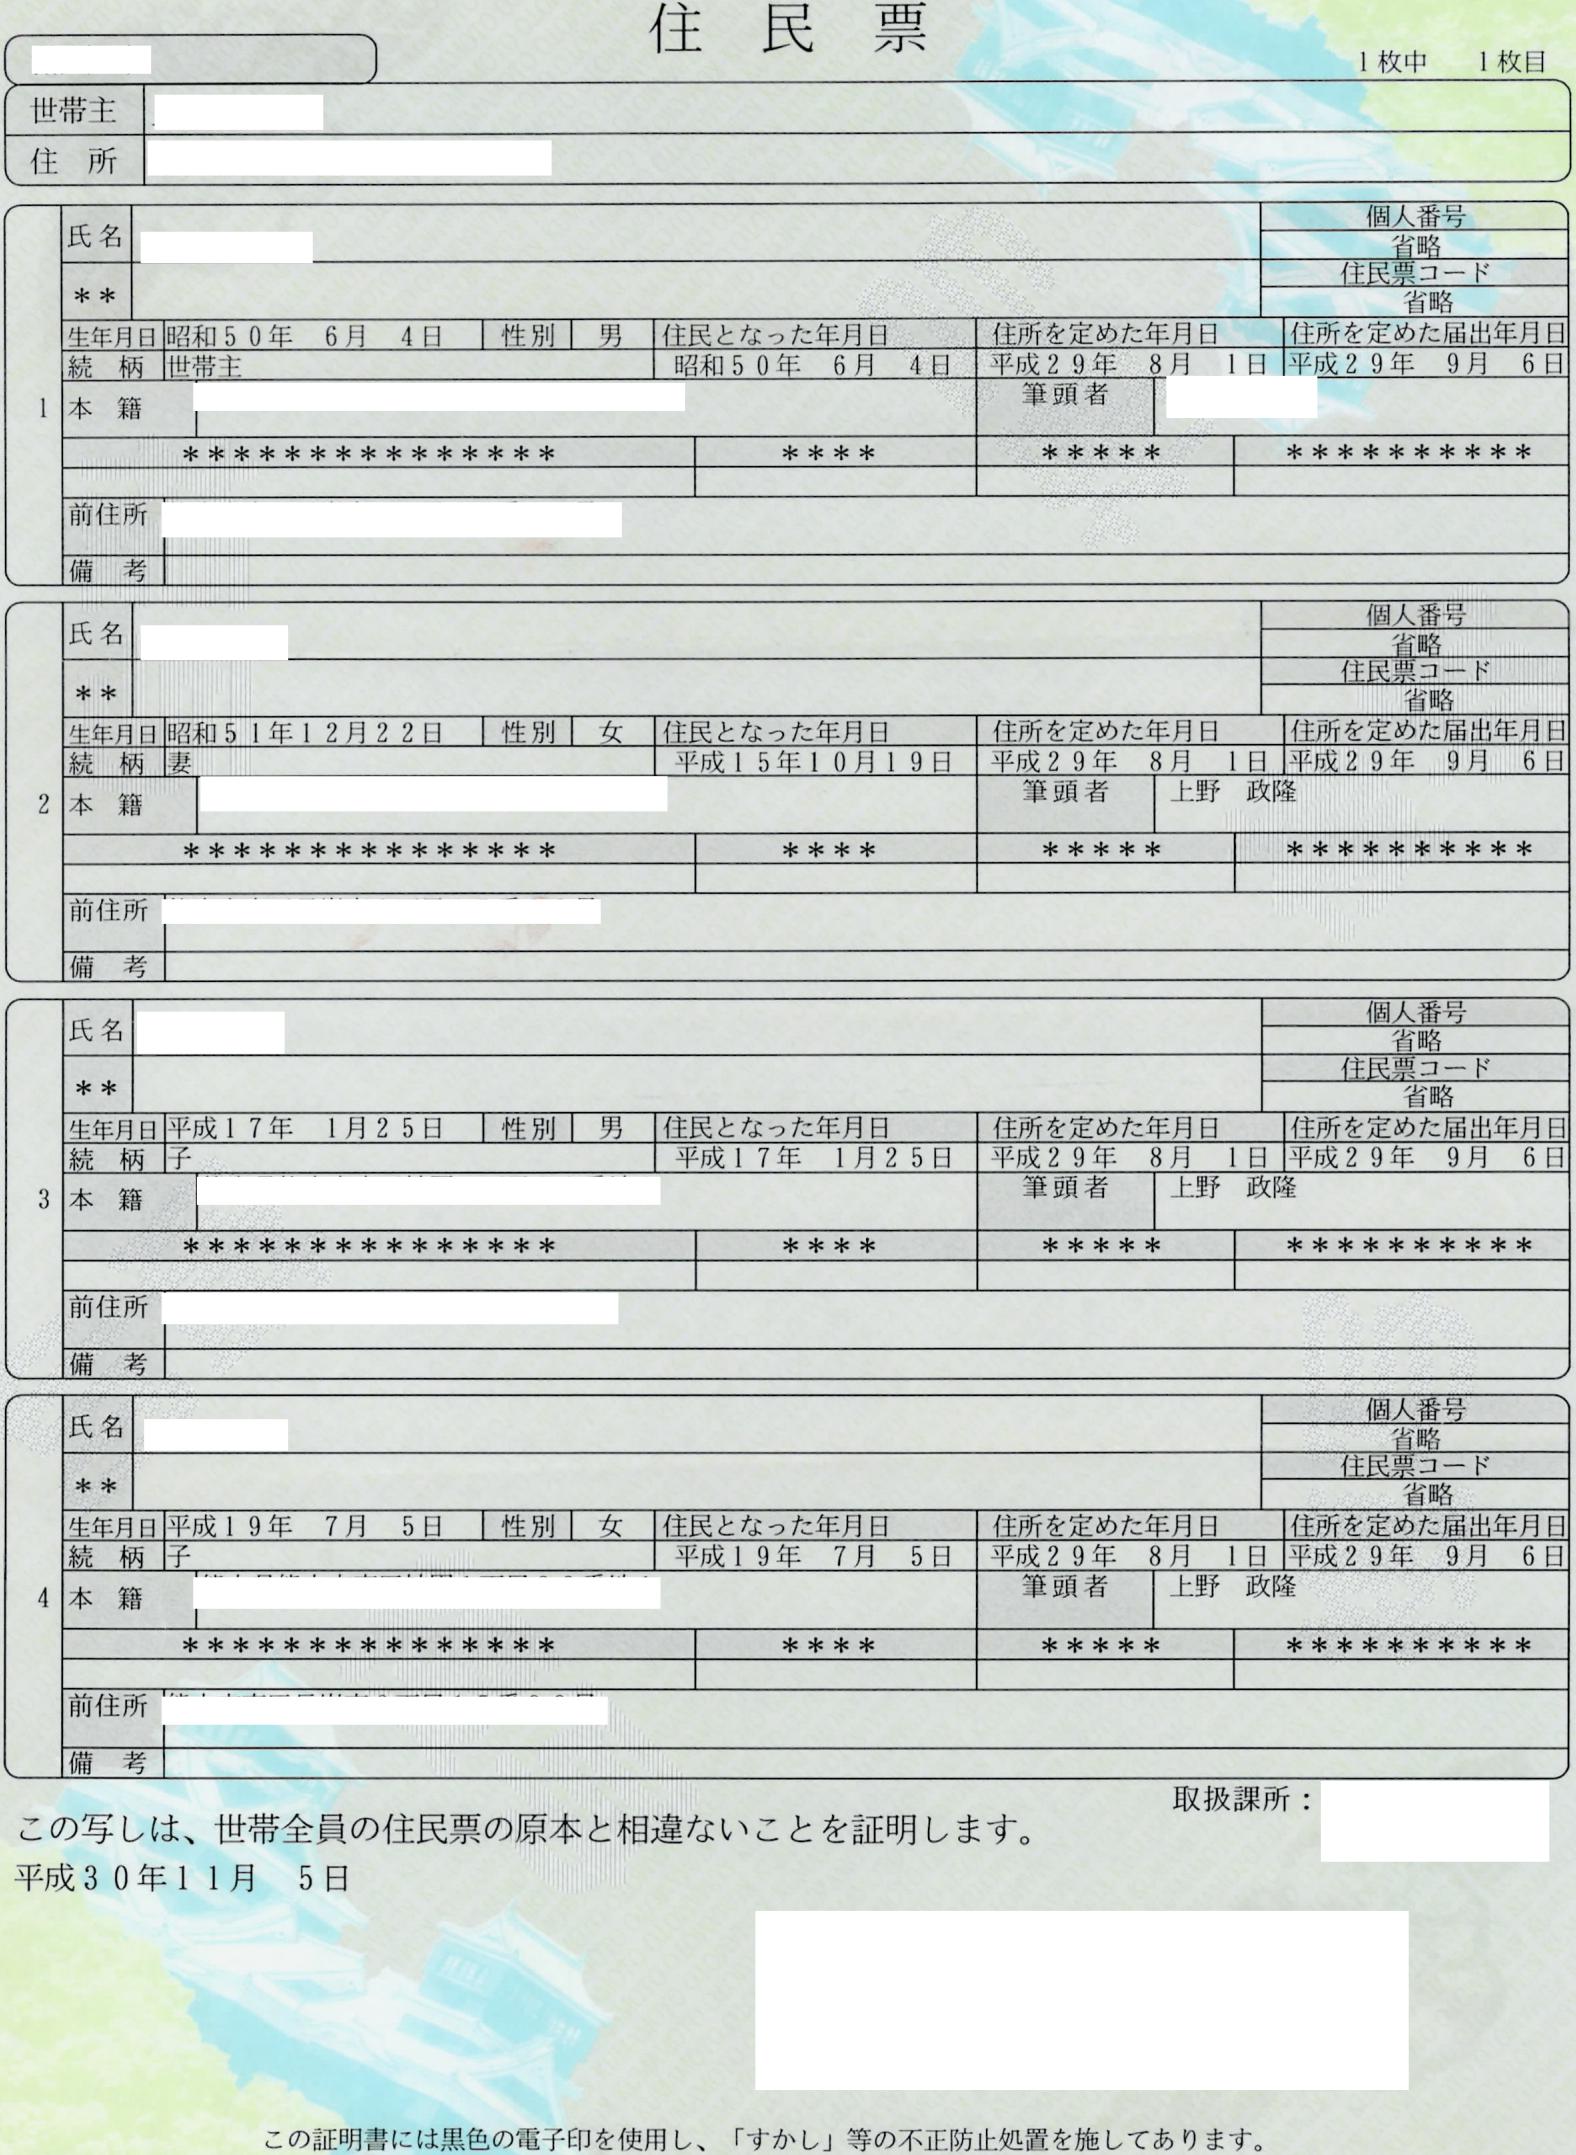 住民票
1枚中 1枚目
世帯主
住所
氏名
個人番号
省略
** 住民票コード
省略
生年月日 昭和50年 6月 4日 性別 男 住民となった年月日 住所を定めた年月日 住所を定めた届出年月日
続柄 世帯主 昭和50年 6月 4日 平成29年 8月 1日 平成29年 9月 6日
1 本籍 筆頭者
*************** **** ***** **********
前住所
備考
氏名
個人番号
省略
** 住民票コード
省略
生年月日 昭和51年12月22日 性別 女 住民となった年月日 住所を定めた年月日 住所を定めた届出年月日
続柄 妻 平成15年10月19日 平成29年 8月 1日 平成29年 9月 6日
2 本籍 筆頭者 上野 政隆
*************** **** ***** **********
前住所
備考
氏名
個人番号
省略
** 住民票コード
省略
生年月日 平成17年 1月25日 性別 男 住民となった年月日 住所を定めた年月日 住所を定めた届出年月日
続柄 子 平成17年 1月25日 平成29年 8月 1日 平成29年 9月 6日
3 本籍 筆頭者 上野 政隆
*************** **** ***** **********
前住所
備考
氏名
個人番号
省略
** 住民票コード
省略
生年月日 平成19年 7月 5日 性別 女 住民となった年月日 住所を定めた年月日 住所を定めた届出年月日
続柄 子 平成19年 7月 5日 平成29年 8月 1日 平成29年 9月 6日
4 本籍 筆頭者 上野 政隆
*************** **** ***** **********
前住所
備考
取扱課所：
この写しは、世帯全員の住民票の原本と相違ないことを証明します。
平成30年11月 5日
この証明書には黒色の電子印を使用し、「すかし」等の不正防止処置を施してあります。